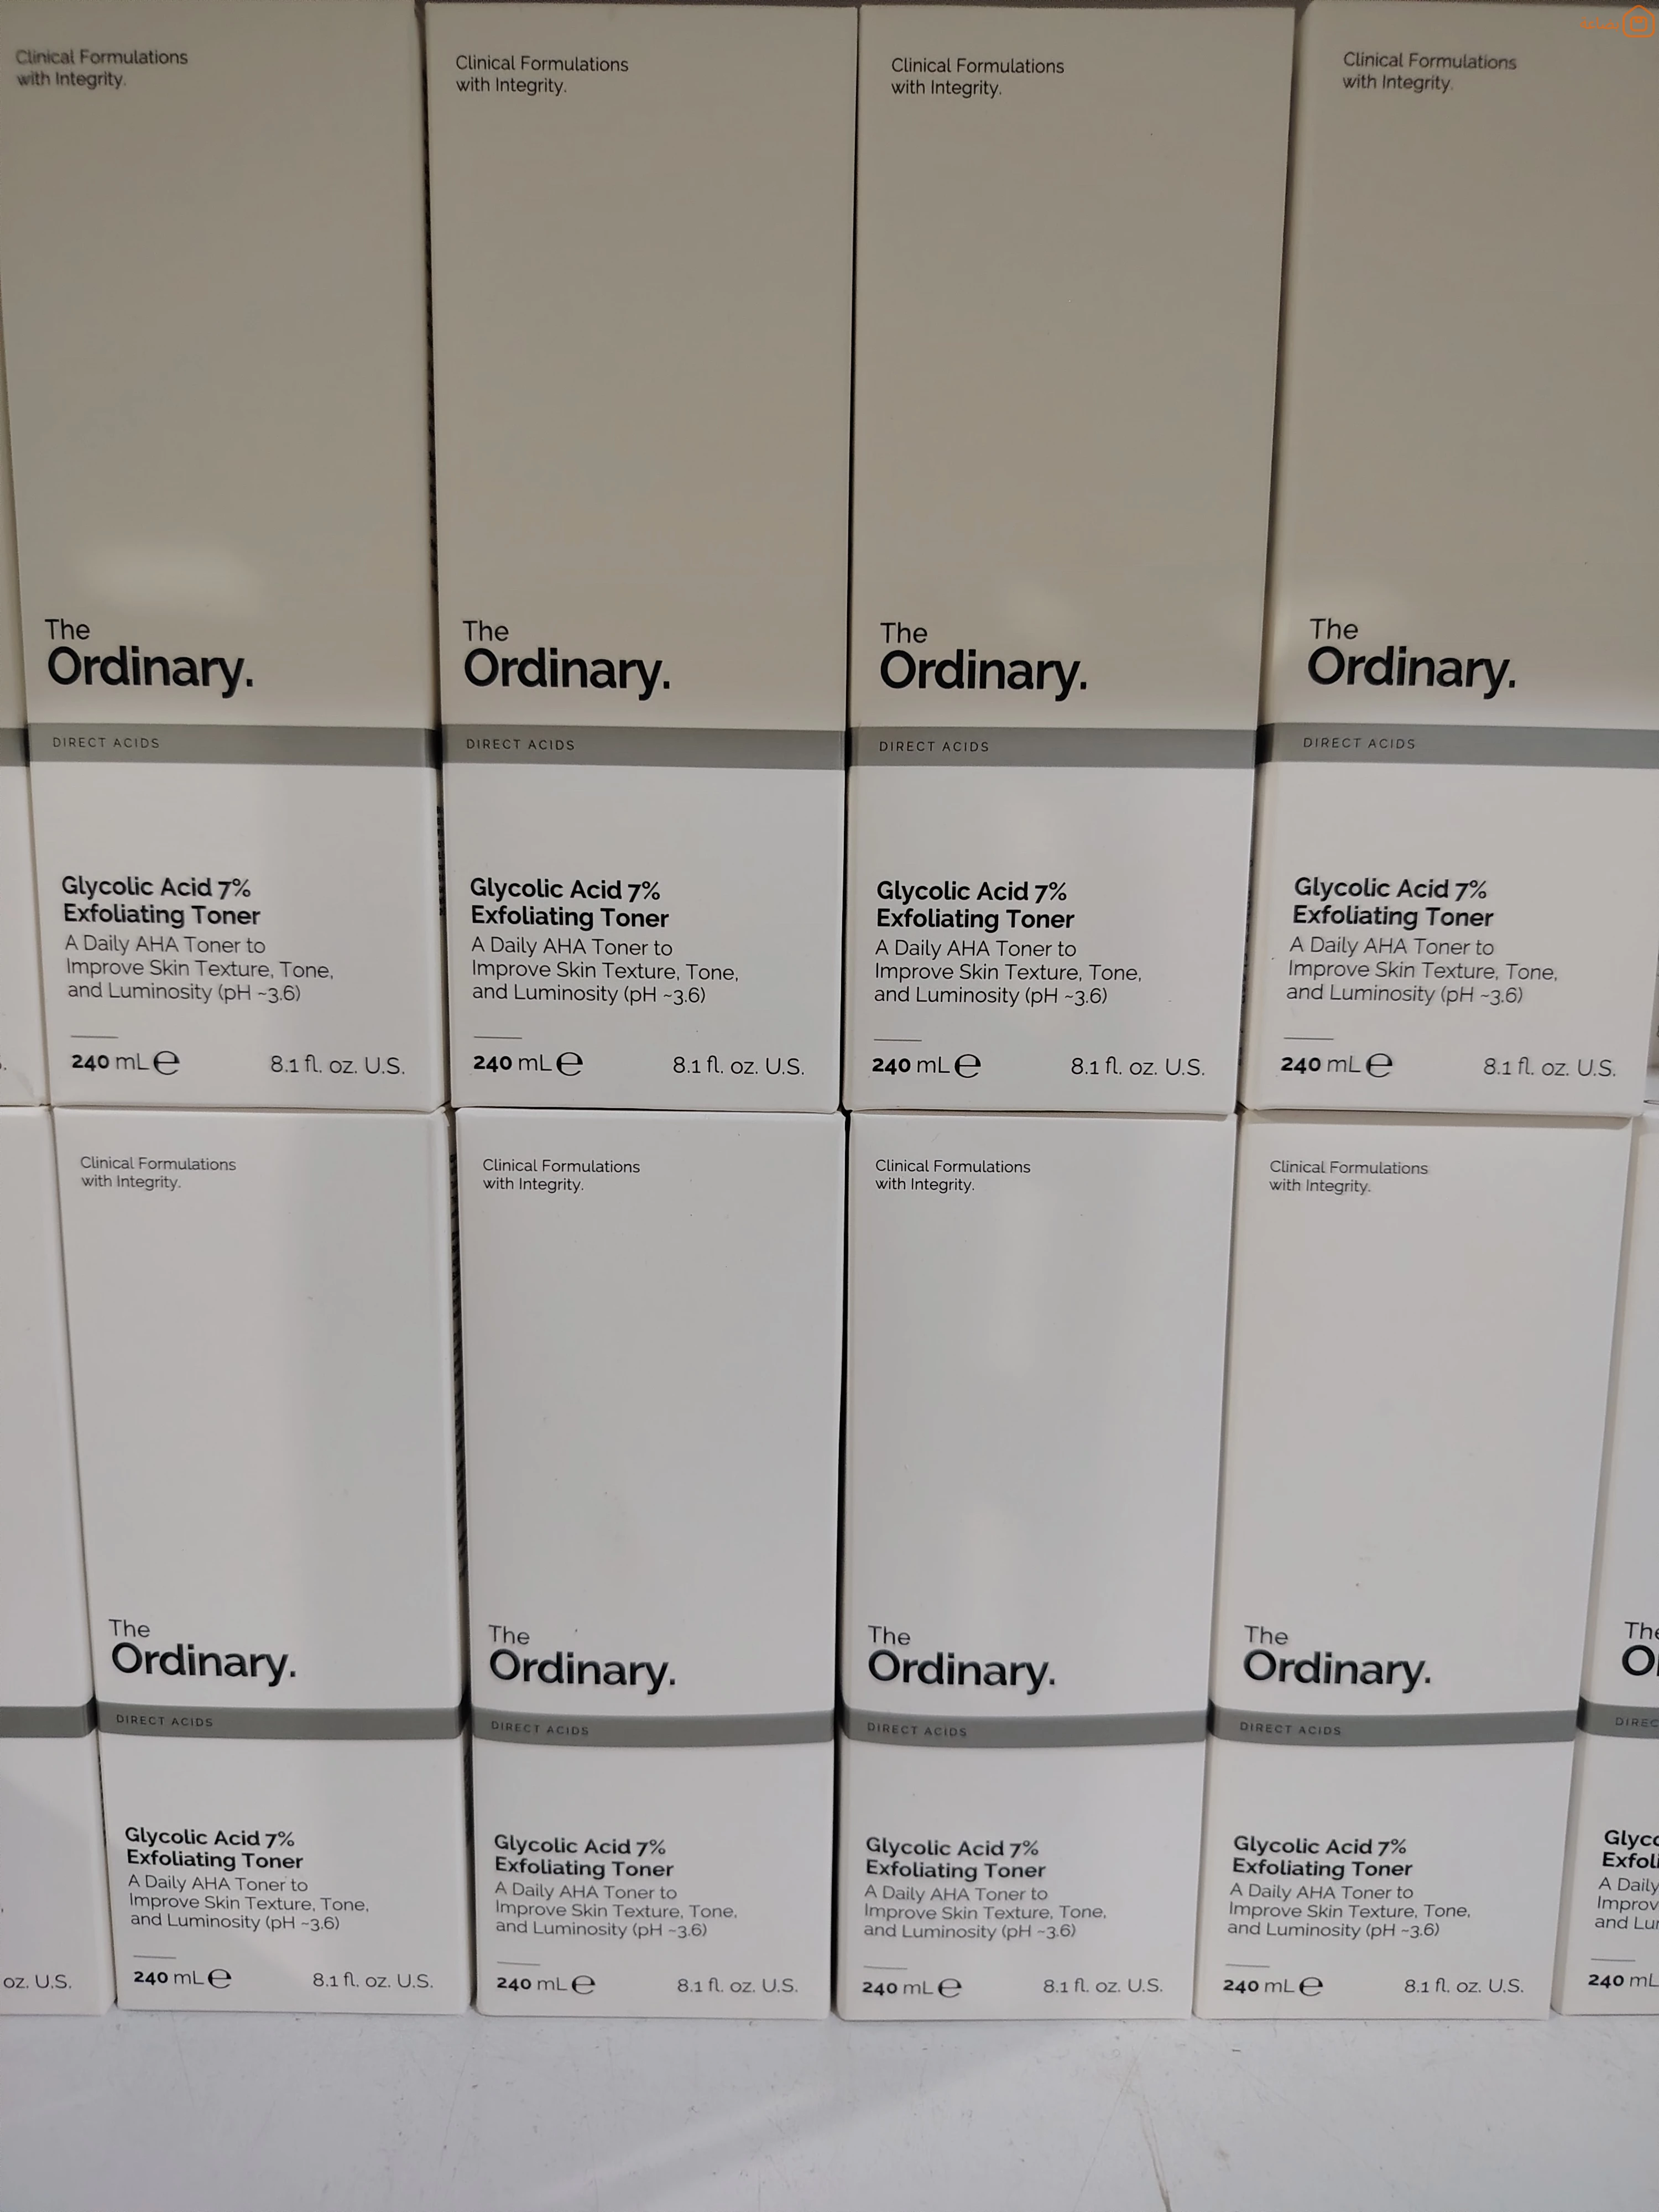 Clinical Formulations
with Integrity.
The
Ordinary.
DIRECT ACIDS
Glycolic Acid 7%
Exfoliating Toner
A Daily AHA Toner to
Improve Skin Texture, Tone,
and Luminosity (pH ~3.6)
240 mL ℮ 8.1 fl. oz. U.S.
Clinical Formulations
with Integrity.
The
Ordinary.
DIRECT ACIDS
Glycolic Acid 7%
Exfoliating Toner
A Daily AHA Toner to
Improve Skin Texture, Tone,
and Luminosity (pH ~3.6)
240 mL ℮ 8.1 fl. oz. U.S.
Clinical Formulations
with Integrity.
The
Ordinary.
DIRECT ACIDS
Glycolic Acid 7%
Exfoliating Toner
A Daily AHA Toner to
Improve Skin Texture, Tone,
and Luminosity (pH ~3.6)
240 mL ℮ 8.1 fl. oz. U.S.
Clinical Formulations
with Integrity.
The
Ordinary.
DIRECT ACIDS
Glycolic Acid 7%
Exfoliating Toner
A Daily AHA Toner to
Improve Skin Texture, Tone,
and Luminosity (pH ~3.6)
240 mL ℮ 8.1 fl. oz. U.S.
oz. U.S.
Clinical Formulations
with Integrity.
The
Ordinary.
DIRECT ACIDS
Glycolic Acid 7%
Exfoliating Toner
A Daily AHA Toner to
Improve Skin Texture, Tone,
and Luminosity (pH ~3.6)
240 mL ℮ 8.1 fl. oz. U.S.
Clinical Formulations
with Integrity.
The
Ordinary.
DIRECT ACIDS
Glycolic Acid 7%
Exfoliating Toner
A Daily AHA Toner to
Improve Skin Texture, Tone,
and Luminosity (pH ~3.6)
240 mL ℮ 8.1 fl. oz. U.S.
Clinical Formulations
with Integrity.
The
Ordinary.
DIRECT ACIDS
Glycolic Acid 7%
Exfoliating Toner
A Daily AHA Toner to
Improve Skin Texture, Tone,
and Luminosity (pH ~3.6)
240 mL ℮ 8.1 fl. oz. U.S.
Clinical Formulations
with Integrity.
The
Ordinary.
DIRECT ACIDS
Glycolic Acid 7%
Exfoliating Toner
A Daily AHA Toner to
Improve Skin Texture, Tone,
and Luminosity (pH ~3.6)
240 mL ℮ 8.1 fl. oz. U.S.
A Daily
240 mL